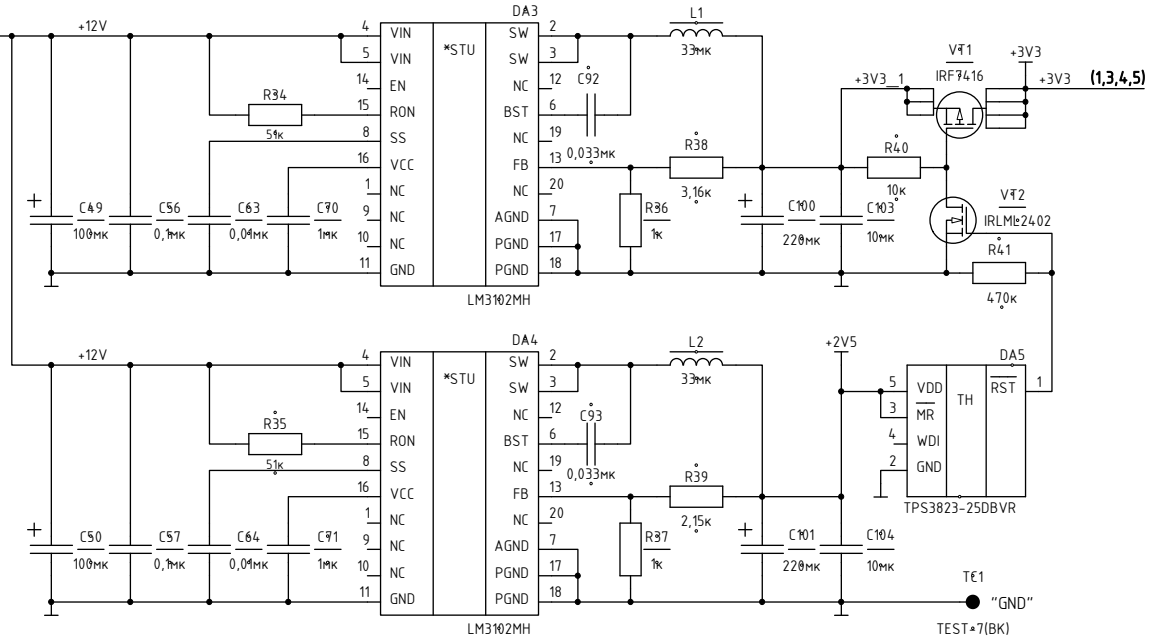 DA3
+12V
4 VIN *STU SW 2
5 VIN SW 3
14 EN NC 12
15 RON BST 6
8 SS NC 19
16 VCC FB 13
1 NC NC 20
9 NC AGND 7
10 NC PGND 17
11 GND PGND 18
LM3102MH
R34
51к
C49
100мк
C56
0,1мк
C63
0,01мк
C70
1мк
C92
0,033мк
L1
33мк
R38
3,16к
R36
1к
C100
220мк
C103
10мк
+3V3_1
VT1
IRF7416
+3V3
+3V3 (1,3,4,5)
R40
10к
VT2
IRLML2402
R41
470к
DA4
+12V
4 VIN *STU SW 2
5 VIN SW 3
14 EN NC 12
15 RON BST 6
8 SS NC 19
16 VCC FB 13
1 NC NC 20
9 NC AGND 7
10 NC PGND 17
11 GND PGND 18
LM3102MH
R35
51к
C50
100мк
C57
0,1мк
C64
0,01мк
C71
1мк
C93
0,033мк
L2
33мк
R39
2,15к
R37
1к
C101
220мк
C104
10мк
+2V5
DA5
5 VDD TH RST 1
3 MR
4 WDI
2 GND
TPS3823-25DBVR
TC1
"GND"
TEST-7(BK)